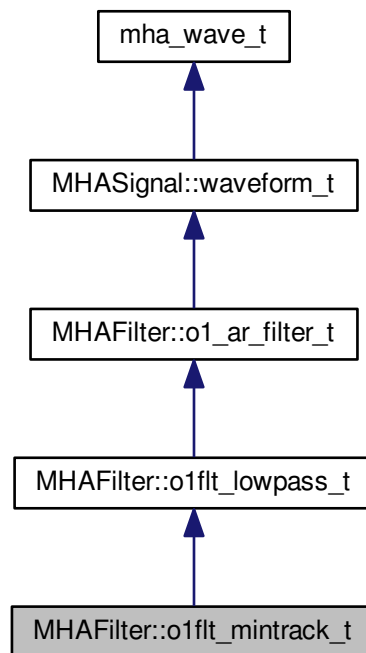 mha_wave_t
MHASignal::waveform_t
MHAFilter::o1_ar_filter_t
MHAFilter::o1flt_lowpass_t
MHAFilter::o1flt_mintrack_t